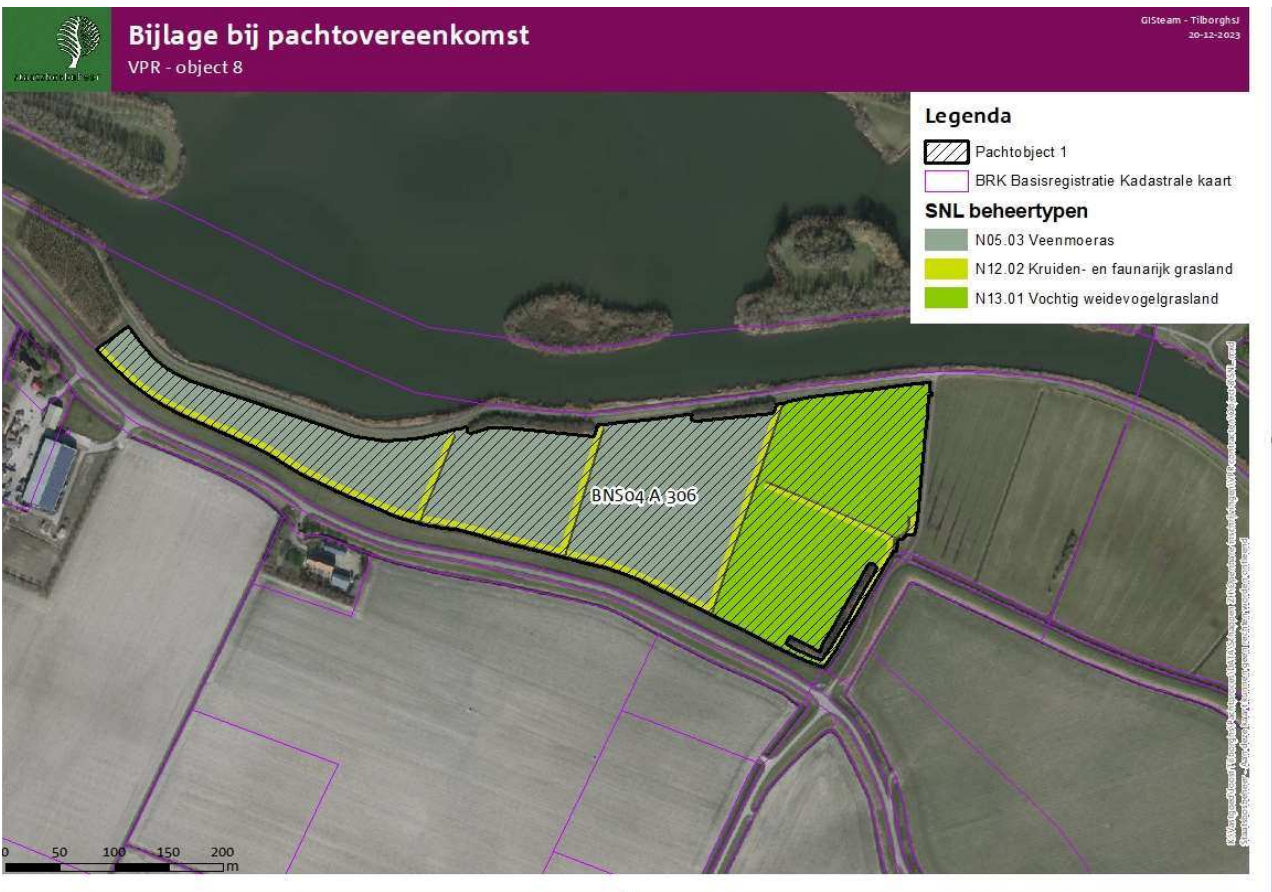 Bijlage bij pachtovereenkomst
VPR - object 8
GISteam - TilborghsJ
20-12-2023
Legenda
Pachtobject 1
BRK Basisregistratie Kadastrale kaart
SNL beheertypen
N05.03 Veenmoeras
N12.02 Kruiden- en faunarijk grasland
N13.01 Vochtig weidevogelgrasland
BNS04 A 306
0 50 100 150 200
m